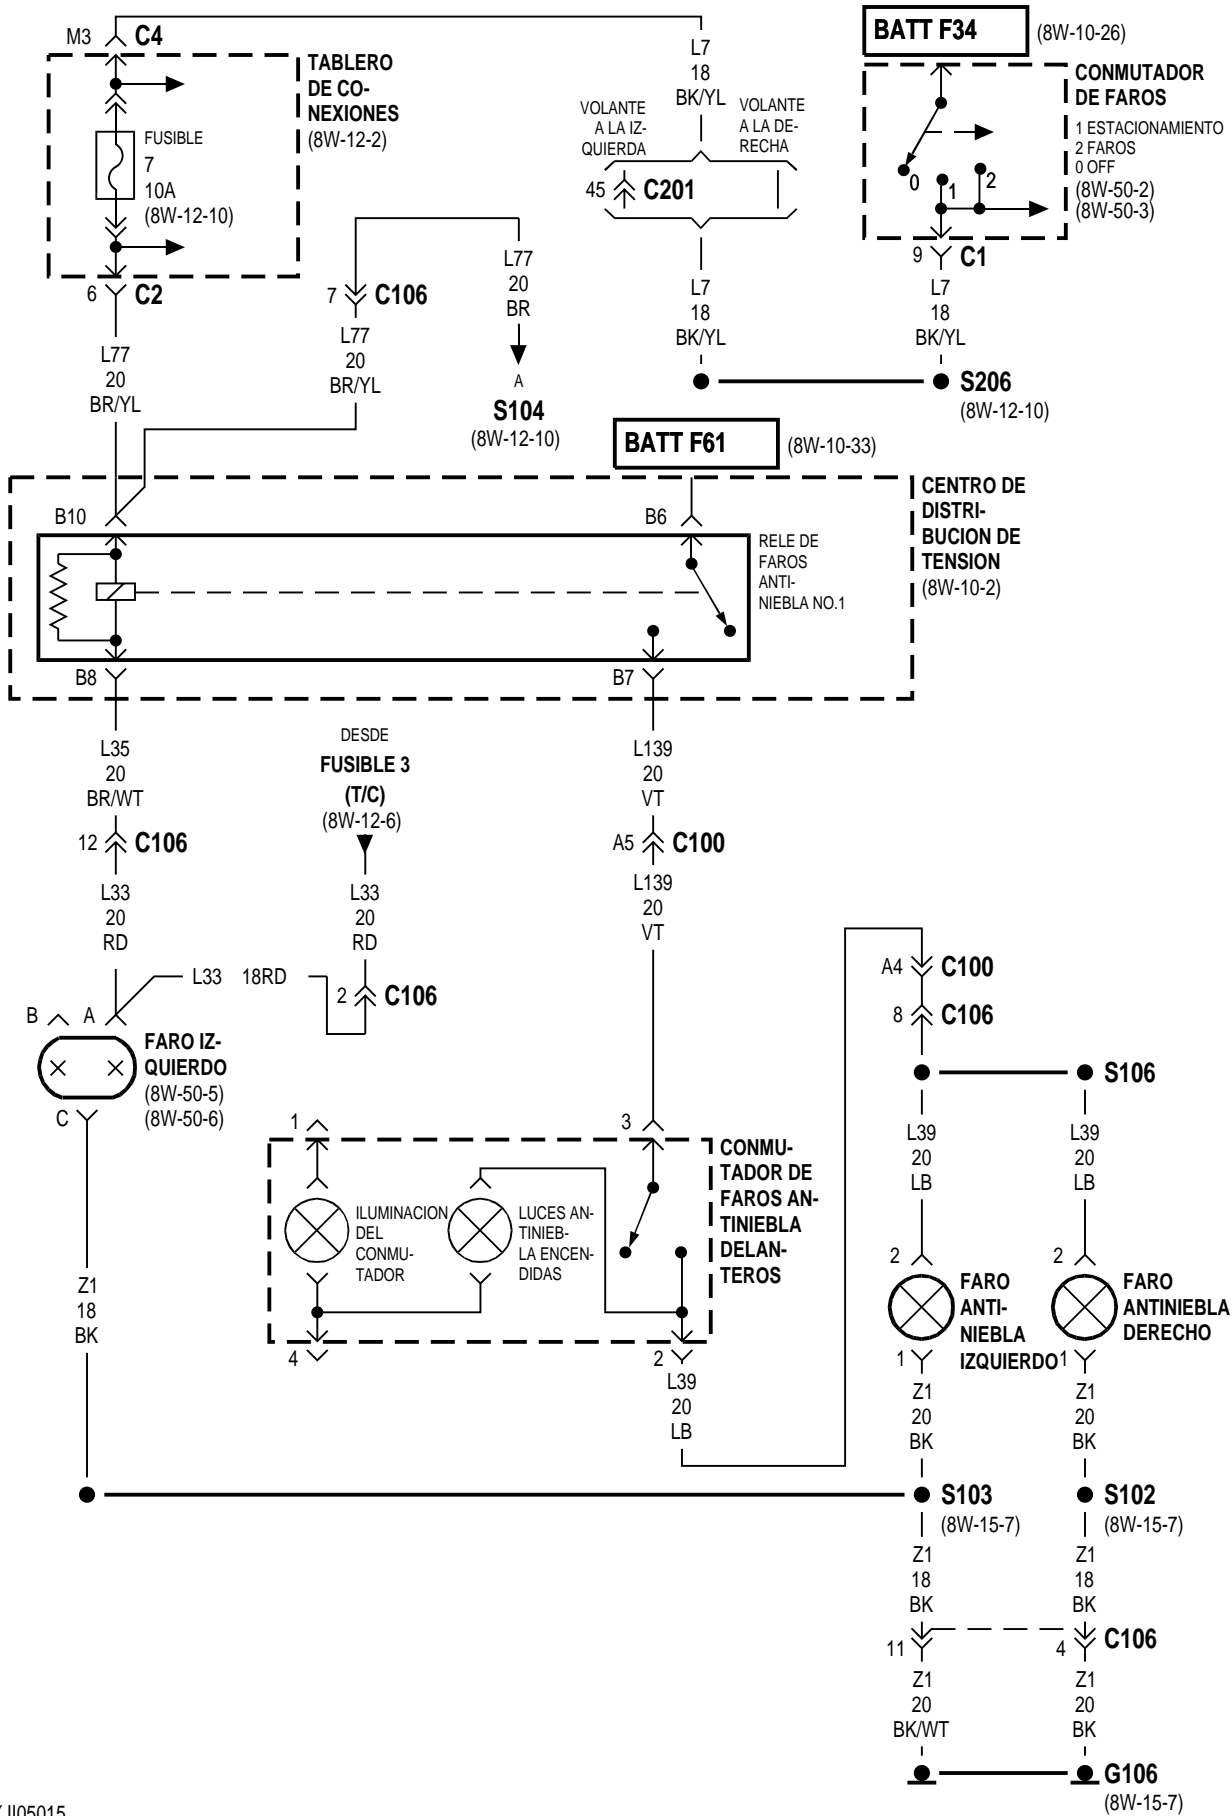 M3 C4
TABLERO
DE CO-
NEXIONES
(8W-12-2)
FUSIBLE
7
10A
(8W-12-10)
6 C2
L77
20
BR/YL
7 C106
L77
20
BR/YL
L77
20
BR
A
S104
(8W-12-10)
L7
18
BK/YL
VOLANTE
A LA IZ-
QUIERDA
VOLANTE
A LA DE-
RECHA
45 C201
L7
18
BK/YL
BATT F34 (8W-10-26)
CONMUTADOR
DE FAROS
1 ESTACIONAMIENTO
2 FAROS
0 OFF
(8W-50-2)
(8W-50-3)
0 1 2
9 C1
L7
18
BK/YL
S206
(8W-12-10)
BATT F61 (8W-10-33)
CENTRO DE
DISTRI-
BUCION DE
TENSION
(8W-10-2)
B10
B6
RELE DE
FAROS
ANTI-
NIEBLA NO.1
B8
B7
L35
20
BR/WT
12 C106
L33
20
RD
DESDE
FUSIBLE 3
(T/C)
(8W-12-6)
L33
20
RD
2 C106
L33 18RD
L139
20
VT
A5 C100
L139
20
VT
B A
FARO IZ-
QUIERDO
(8W-50-5)
(8W-50-6)
C
Z1
18
BK
A4 C100
8 C106
S106
L39
20
LB
L39
20
LB
1
3
CONMU-
TADOR DE
FAROS AN-
TINIEBLA
DELAN-
TEROS
ILUMINACION
DEL
CONMU-
TADOR
LUCES AN-
TINIEB-
LA ENCEN-
DIDAS
4
2
L39
20
LB
2
FARO
ANTI-
NIEBLA
IZQUIERDO
1
2
FARO
ANTINIEBLA
DERECHO
1
Z1
20
BK
Z1
20
BK
S103
(8W-15-7)
S102
(8W-15-7)
Z1
18
BK
Z1
18
BK
11
4 C106
Z1
20
BK/WT
Z1
20
BK
G106
(8W-15-7)